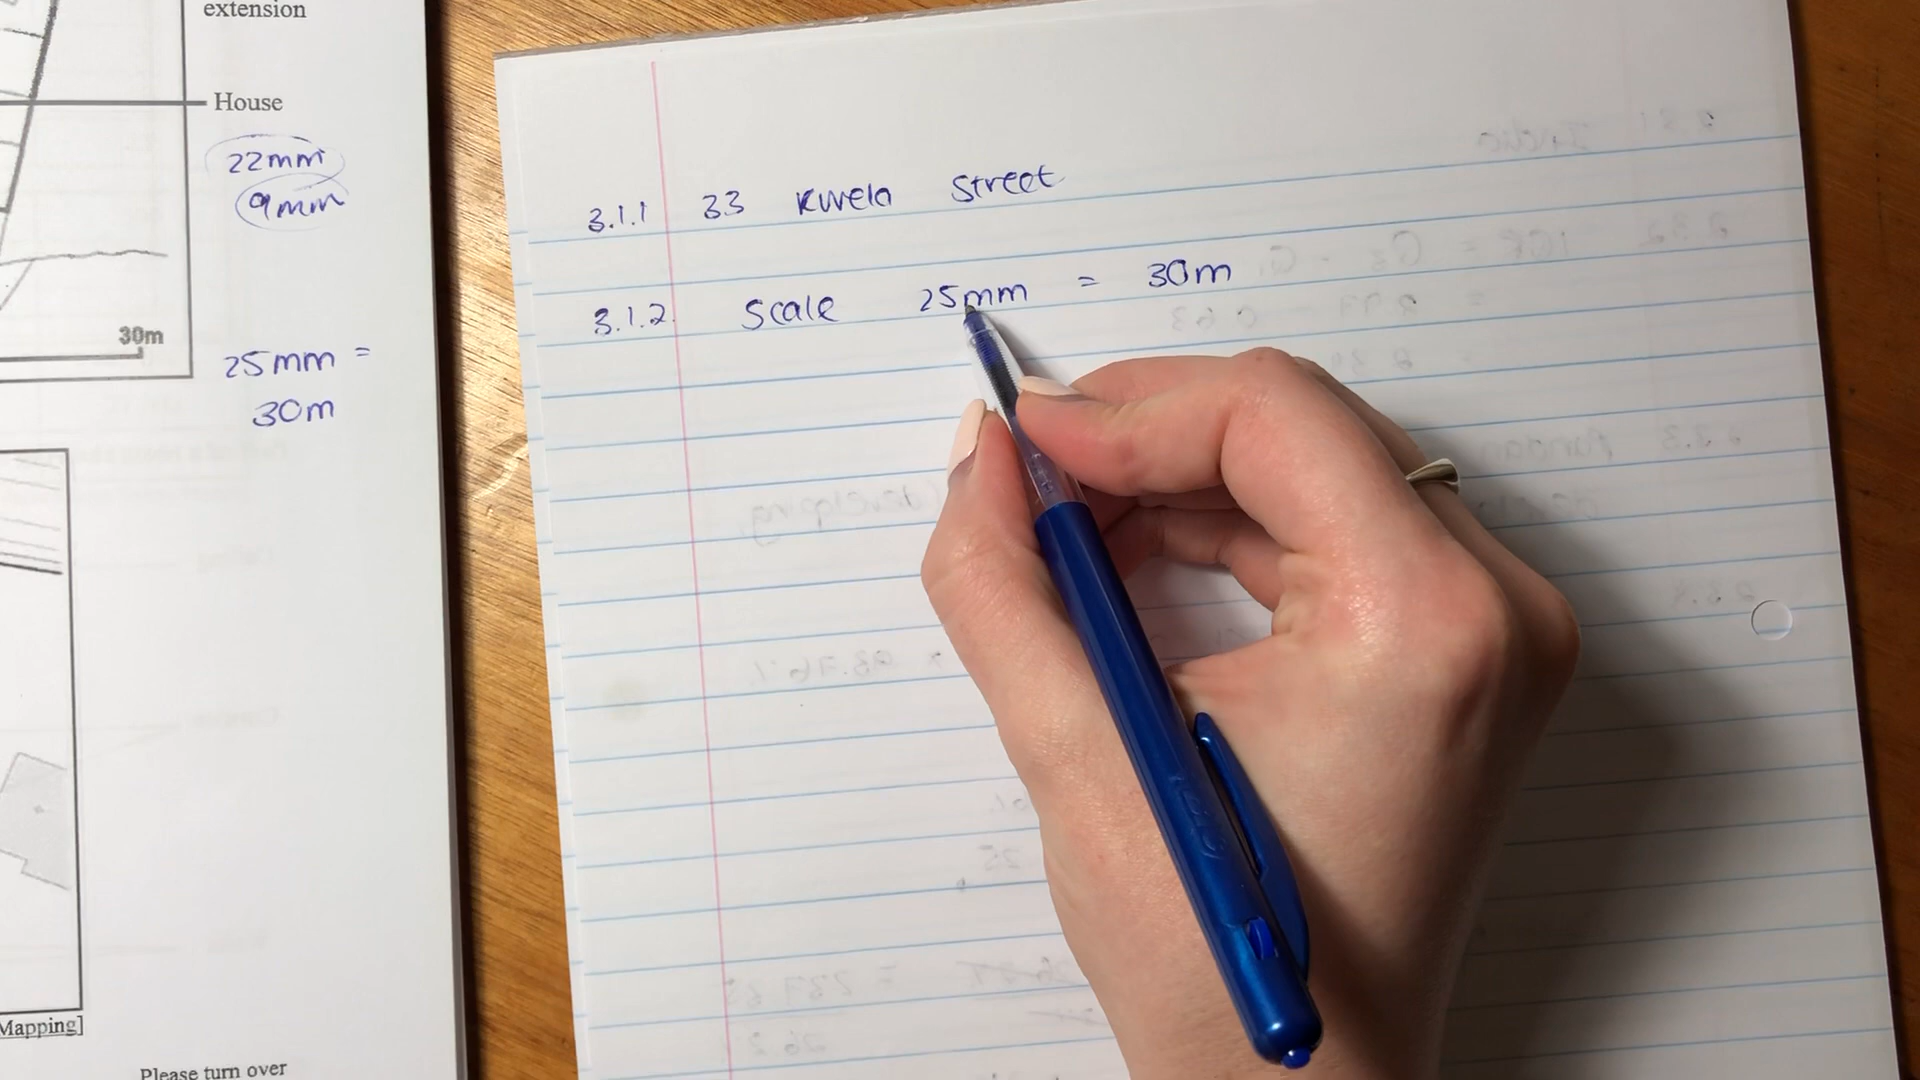 extension
House
22mm
9mm
30m
25mm =
30m
Mapping]
Please turn over
3.1.1 33 Kwela Street
3.1.2. Scale 25mm = 30m